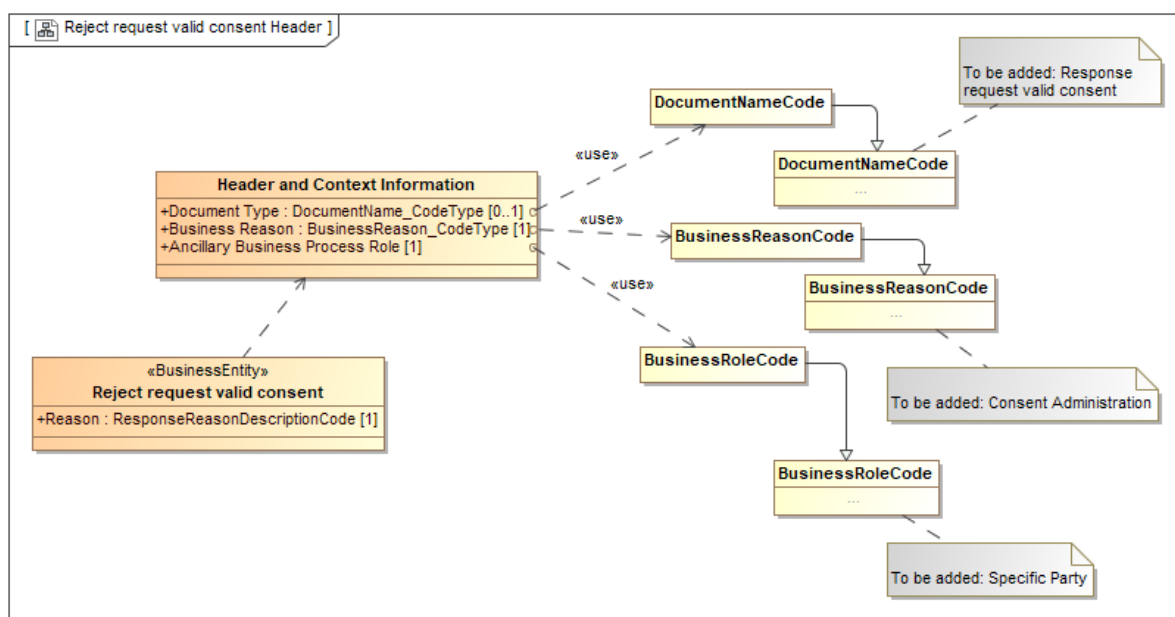 [ Reject request valid consent Header ]
To be added: Response
request valid consent
DocumentNameCode
«use»
DocumentNameCode
...
Header and Context Information
+Document Type : DocumentName_CodeType [0..1]
+Business Reason : BusinessReason_CodeType [1]
+Ancillary Business Process Role [1]
«use»
BusinessReasonCode
«use»
BusinessReasonCode
...
BusinessRoleCode
«BusinessEntity»
Reject request valid consent
+Reason : ResponseReasonDescriptionCode [1]
To be added: Consent Administration
BusinessRoleCode
...
To be added: Specific Party